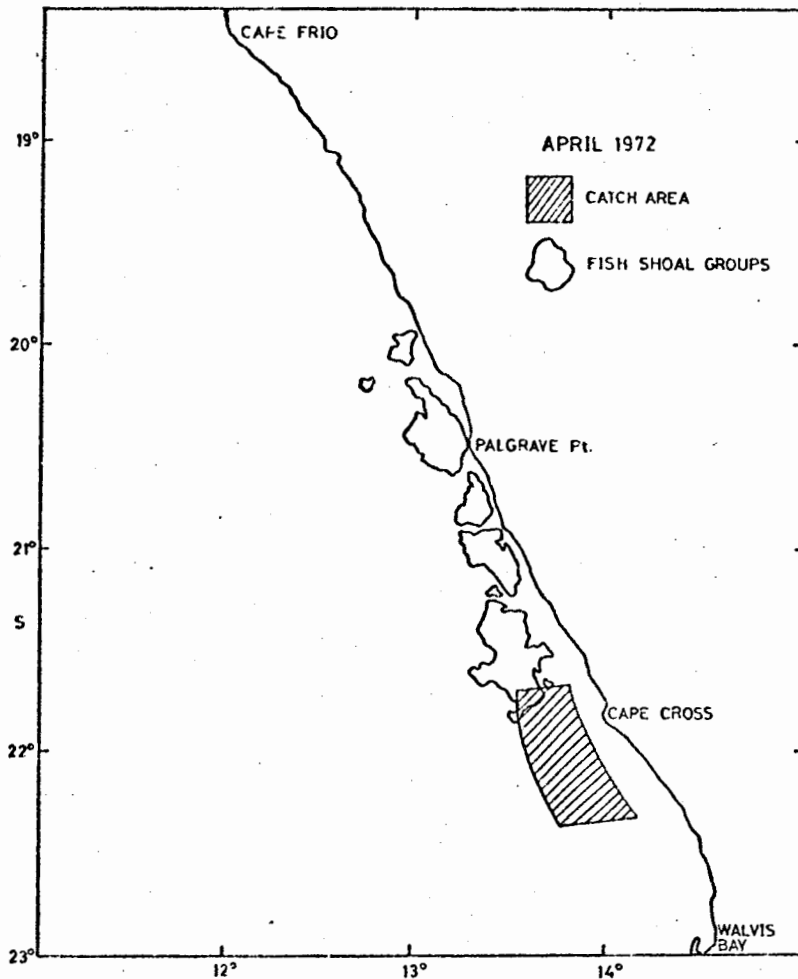 CAPE FRIO
19°
APRIL 1972
CATCH AREA
FISH SHOAL GROUPS
20°
PALGRAVE Pt.
21°
S
CAPE CROSS
22°
WALVIS
BAY
23°
12°
13°
14°